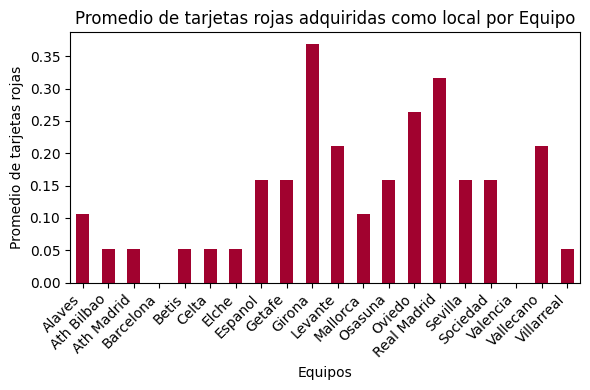 Promedio de tarjetas rojas adquiridas como local por Equipo
Promedio de tarjetas rojas
0.35
0.30
0.25
0.20
0.15
0.10
0.05
0.00
Alaves
Ath Bilbao
Ath Madrid
Barcelona
Betis
Celta
Elche
Espanol
Getafe
Girona
Levante
Mallorca
Osasuna
Oviedo
Real Madrid
Sevilla
Sociedad
Valencia
Vallecano
Villarreal
Equipos